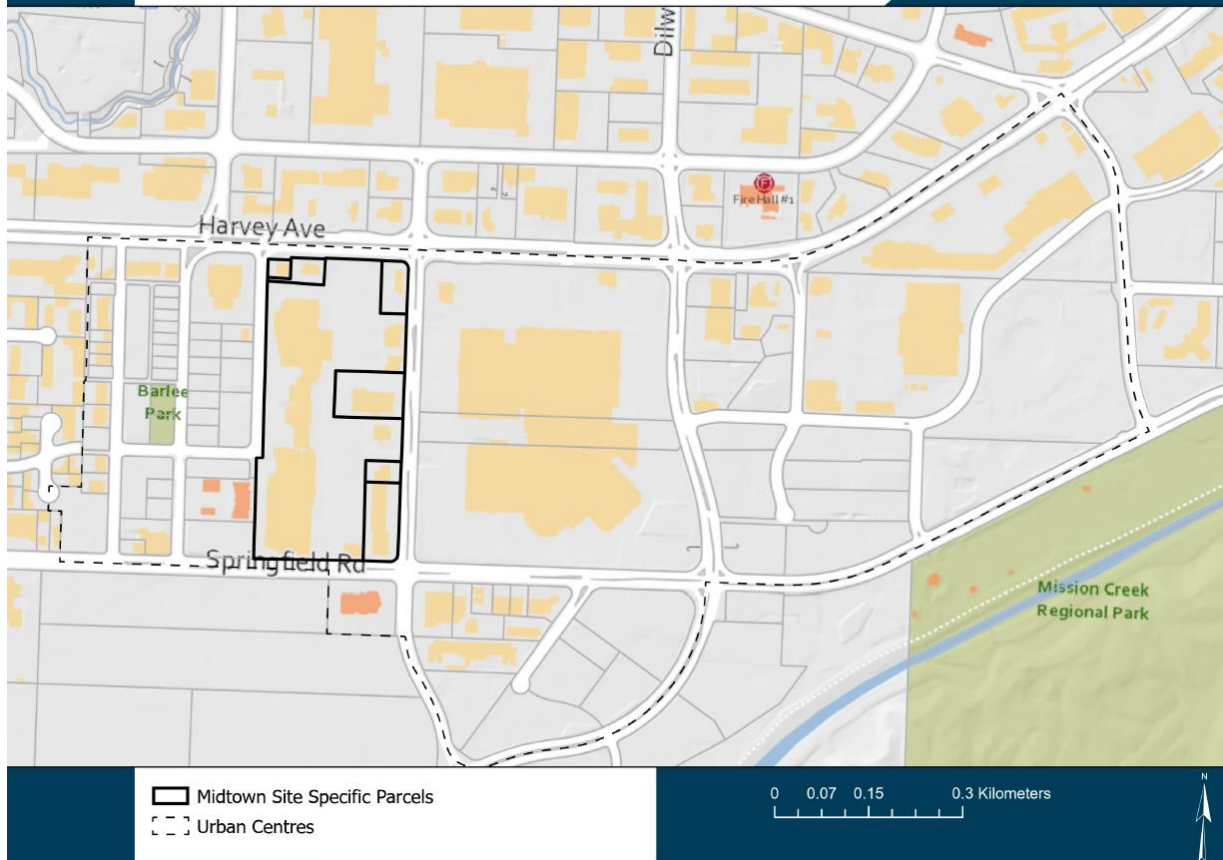 Dilw
Fire Hall #1
F
Harvey Ave
Barlee
Park
Springfield Rd
Mission Creek
Regional Park
Midtown Site Specific Parcels
Urban Centres
0 0.07 0.15 0.3 Kilometers
N